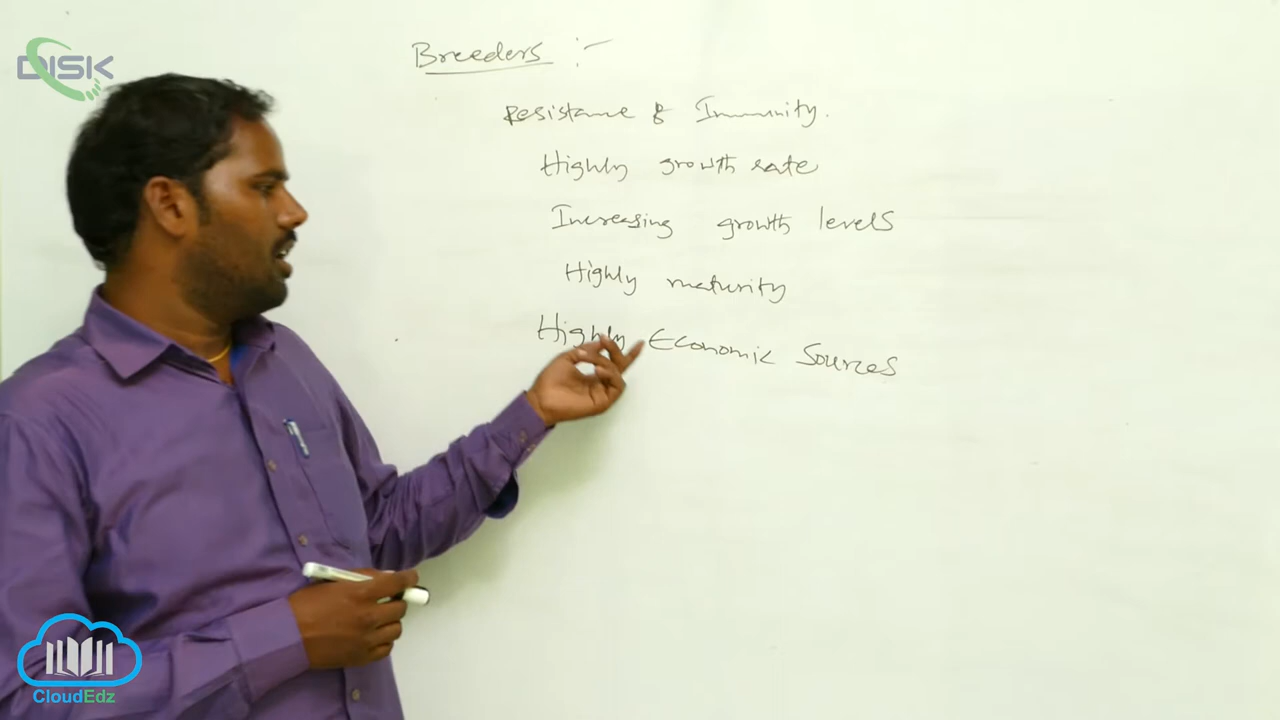 DISK
Breeders :-
Resistance & Immunity.
Highly growth rate
Increasing growth levels
Highly maturity
Highly Economic Sources
CloudEdz